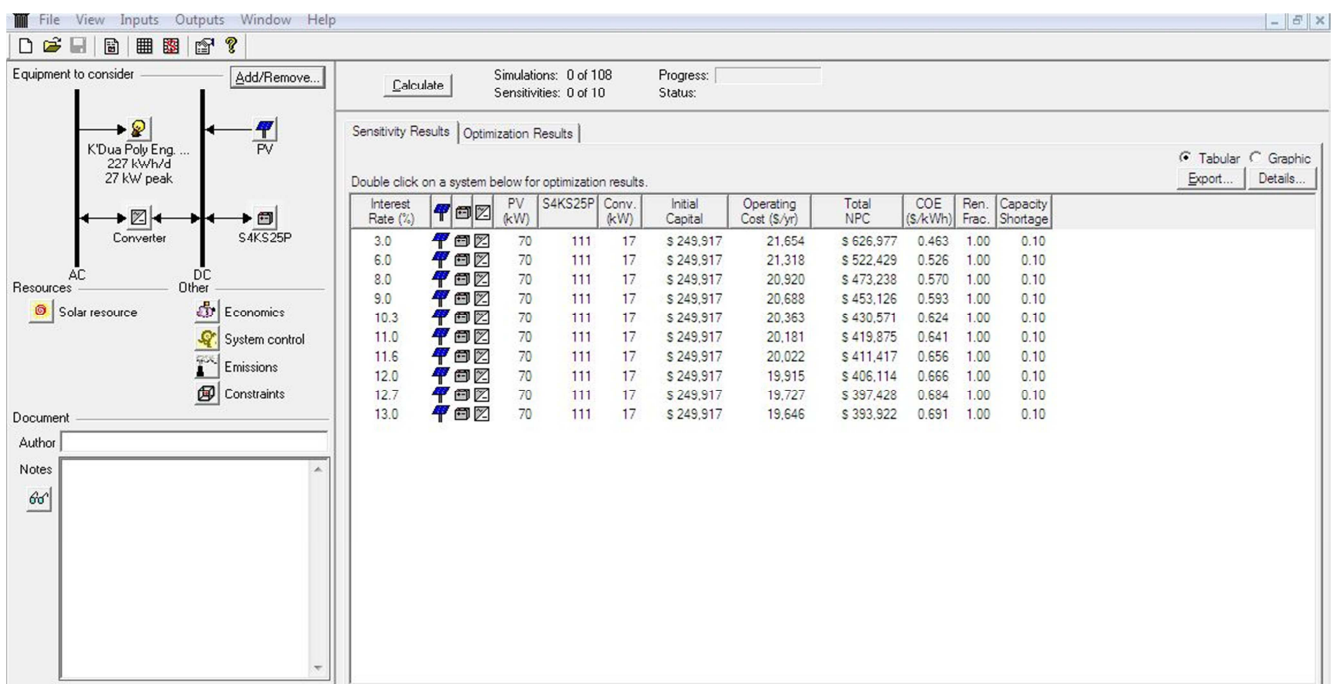 File View Inputs Outputs Window Help
Equipment to consider
Add/Remove...
K'Dua Poly Eng. ...
227 kWh/d
27 kW peak
PV
Converter
S4KS25P
AC
DC
Resources
Other
Solar resource
Economics
System control
Emissions
Constraints
Document
Author
Notes
Calculate
Simulations: 0 of 108
Sensitivities: 0 of 10
Progress:
Status:
Sensitivity Results Optimization Results
Tabular Graphic
Double click on a system below for optimization results.
Export... Details...
Interest Rate (%) PV (kW) S4KS25P Conv. (kW) Initial Capital Operating Cost ($/yr) Total NPC COE ($/kWh) Ren. Frac. Capacity Shortage
3.0 70 111 17 $ 249,917 21,654 $ 626,977 0.463 1.00 0.10
6.0 70 111 17 $ 249,917 21,318 $ 522,429 0.526 1.00 0.10
8.0 70 111 17 $ 249,917 20,920 $ 473,238 0.570 1.00 0.10
9.0 70 111 17 $ 249,917 20,688 $ 453,126 0.593 1.00 0.10
10.3 70 111 17 $ 249,917 20,363 $ 430,571 0.624 1.00 0.10
11.0 70 111 17 $ 249,917 20,181 $ 419,875 0.641 1.00 0.10
11.6 70 111 17 $ 249,917 20,022 $ 411,417 0.656 1.00 0.10
12.0 70 111 17 $ 249,917 19,915 $ 406,114 0.666 1.00 0.10
12.7 70 111 17 $ 249,917 19,727 $ 397,428 0.684 1.00 0.10
13.0 70 111 17 $ 249,917 19,646 $ 393,922 0.691 1.00 0.10